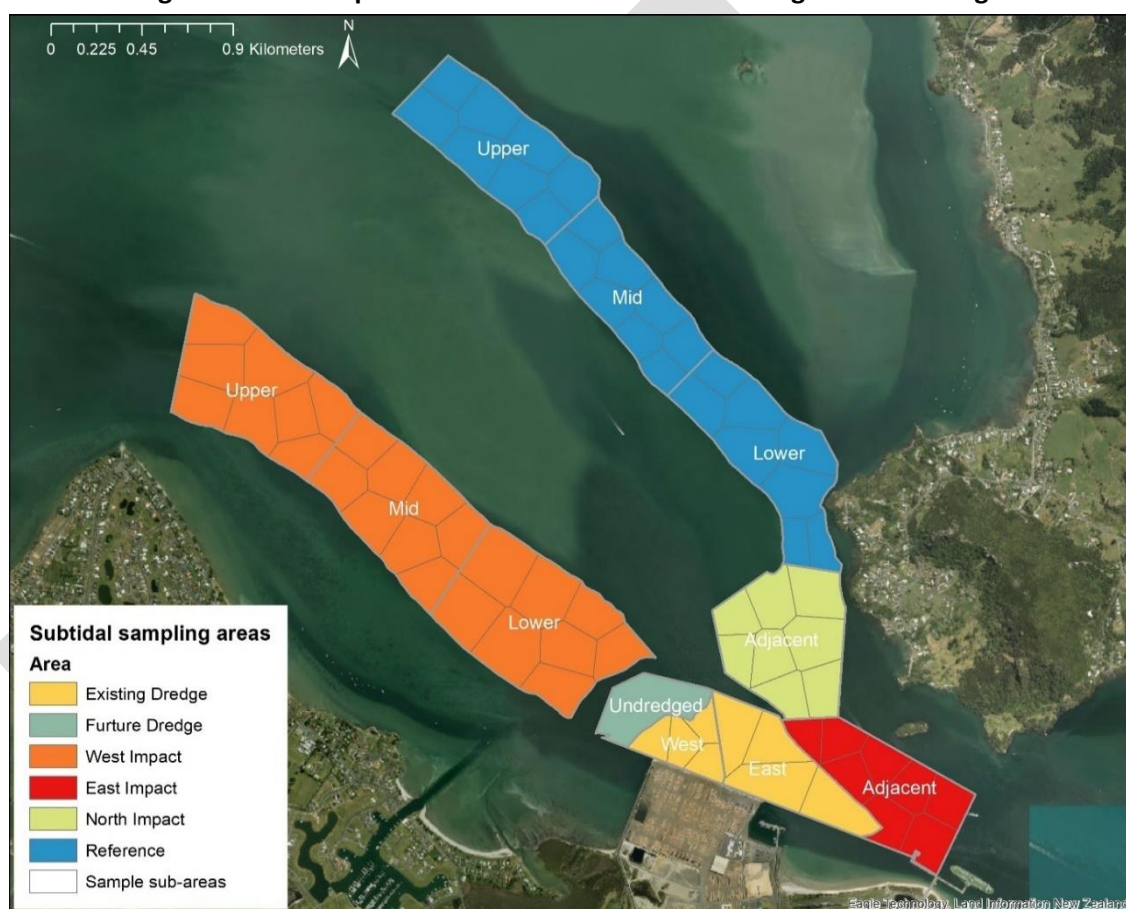 0 0.225 0.45 0.9 Kilometers
N
Upper
Mid
Upper
Lower
Mid
Lower
Adjacent
Undredged
West
East
Adjacent
Subtidal sampling areas
Area
Existing Dredge
Furture Dredge
West Impact
East Impact
North Impact
Reference
Sample sub-areas
Eagle Technology, Land Information New Zealand